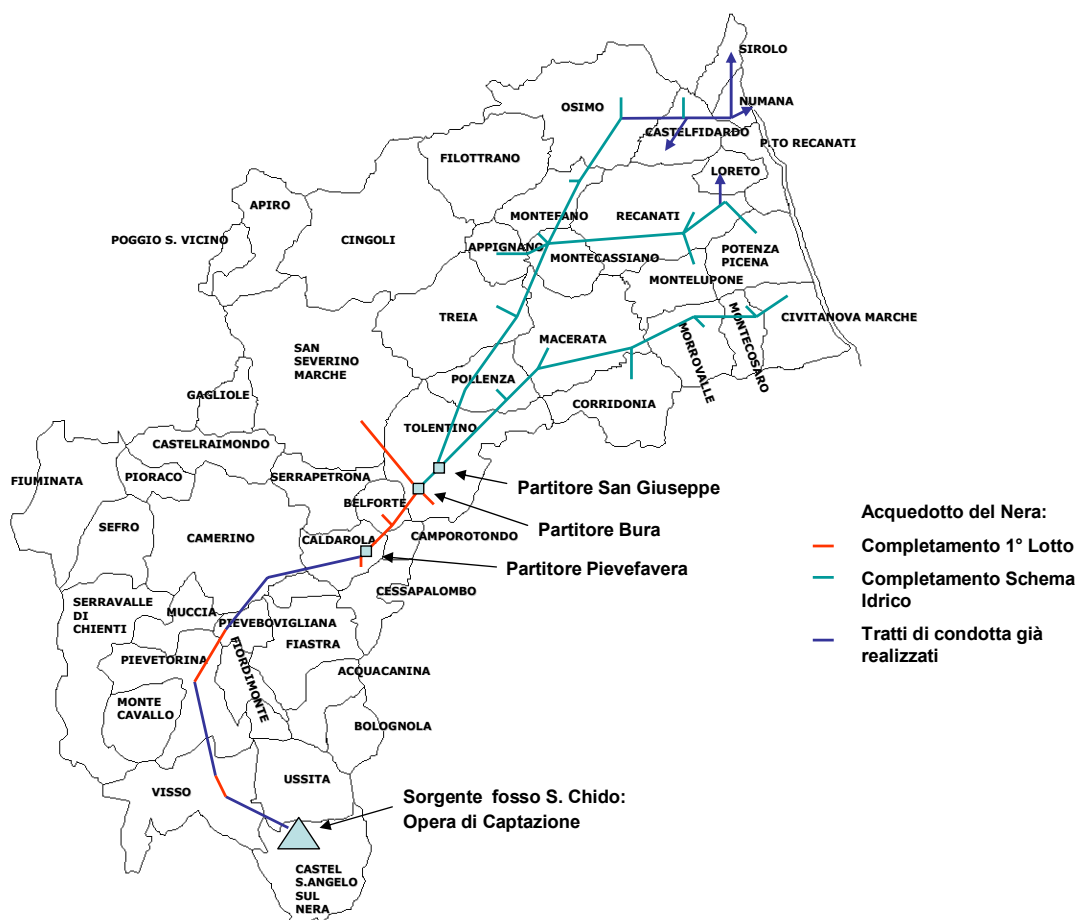 SIROLO
NUMANA
OSIMO
CASTELFIDARDO
P.TO RECANATI
FILOTTRANO
LORETO
APIRO
MONTEFANO
RECANATI
POGGIO S. VICINO
CINGOLI
APPIGNANO
MONTECASSIANO
POTENZA
PICENA
MONTELUPONE
TREIA
CIVITANOVA MARCHE
MACERATA
MONTECOSARO
MORROVALLE
SAN
SEVERINO
MARCHE
POLLENZA
GAGLIOLE
CORRIDONIA
TOLENTINO
CASTELRAIMONDO
FIUMINATA
PIORACO
SERRAPETRONA
Partitore San Giuseppe
BELFORTE
SEFRO
Partitore Bura
CAMERINO
CALDAROLA
CAMPOROTONDO
Partitore Pievefavera
CESSAPALOMBO
Acquedotto del Nera:
Completamento 1° Lotto
Completamento Schema
Idrico
Tratti di condotta già
realizzati
SERRAVALLE
DI
CHIENTI
MUCCIA
PIEVEBOVIGLIANA
FIASTRA
PIEVETORINA
FIORDIMONTE
ACQUACANINA
MONTE
CAVALLO
BOLOGNOLA
USSITA
VISSO
Sorgente fosso S. Chido:
Opera di Captazione
CASTEL
S.ANGELO
SUL
NERA